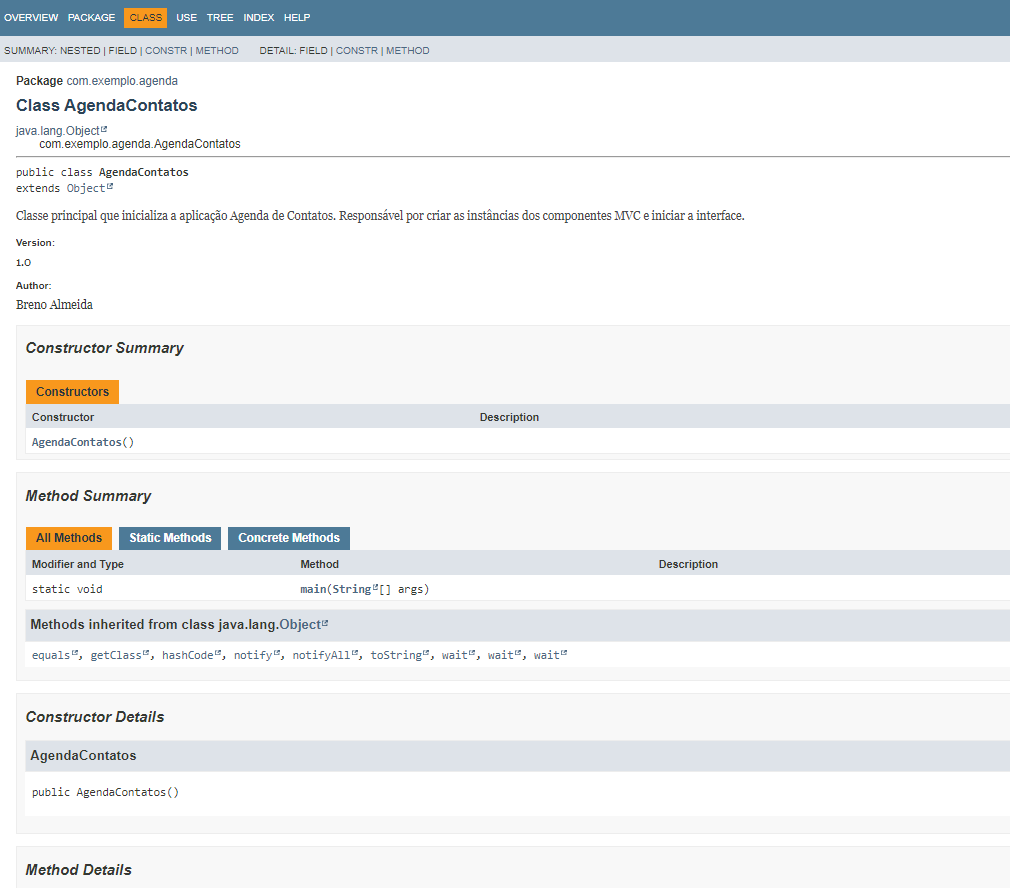 OVERVIEW PACKAGE CLASS USE TREE INDEX HELP
SUMMARY: NESTED | FIELD | CONSTR | METHOD DETAIL: FIELD | CONSTR | METHOD
Package com.exemplo.agenda
Class AgendaContatos
java.lang.Object
com.exemplo.agenda.AgendaContatos
public class AgendaContatos
extends Object
Classe principal que inicializa a aplicação Agenda de Contatos. Responsável por criar as instâncias dos componentes MVC e iniciar a interface.
Version:
1.0
Author:
Breno Almeida
Constructor Summary
Constructors
Constructor Description
AgendaContatos()
Method Summary
All Methods Static Methods Concrete Methods
Modifier and Type Method Description
static void main(String[] args)
Methods inherited from class java.lang.Object
equals, getClass, hashCode, notify, notifyAll, toString, wait, wait, wait
Constructor Details
AgendaContatos
public AgendaContatos()
Method Details